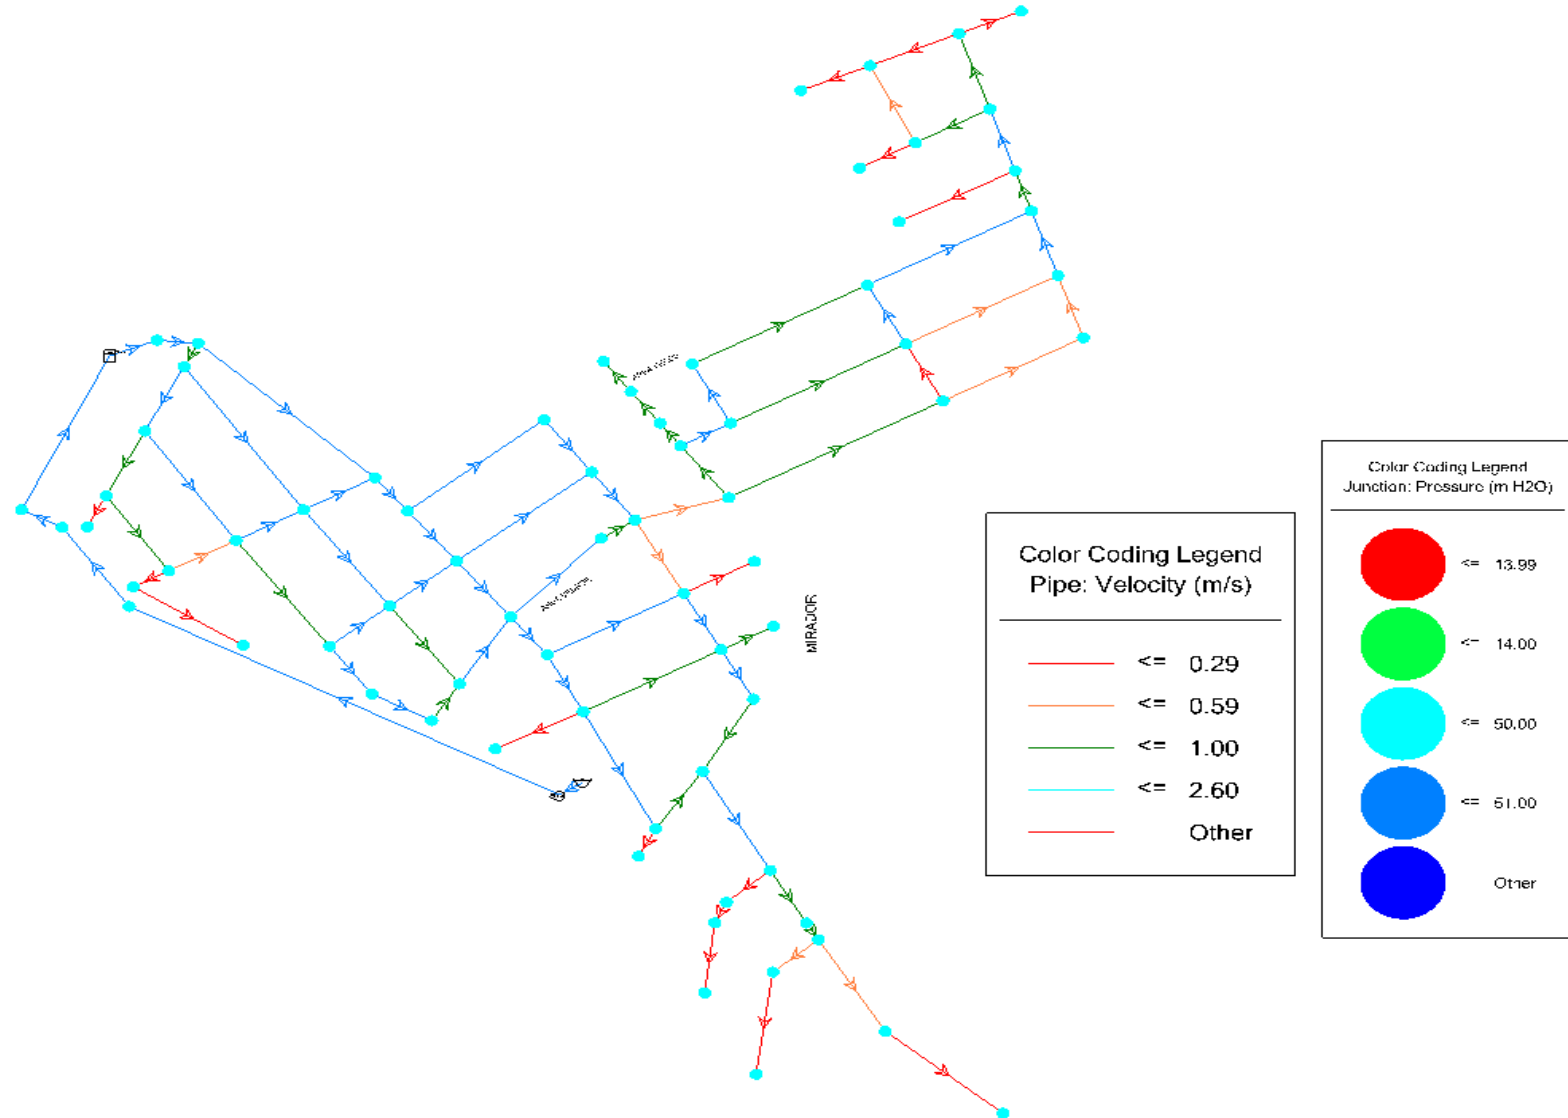 MIRADOR
Color Coding Legend
Pipe: Velocity (m/s)
<= 0.29
<= 0.59
<= 1.00
<= 2.60
Other
Color Coding Legend
Junction: Pressure (m H2O)
<= 13.99
<= 14.00
<= 50.00
<= 51.00
Other